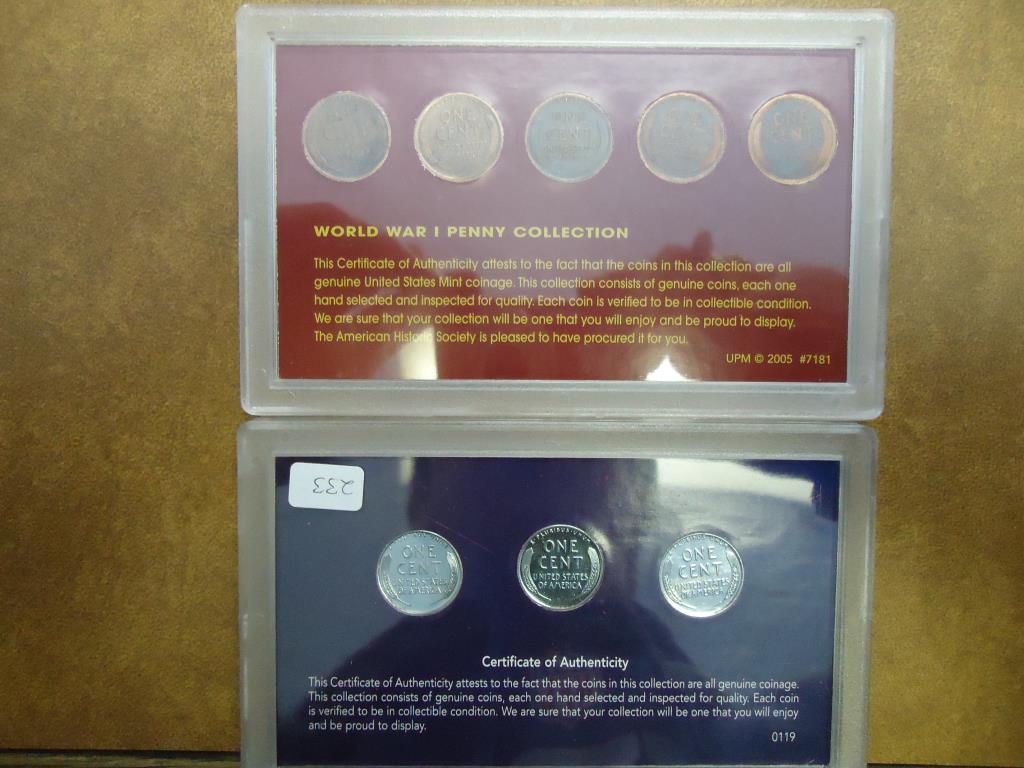 ONE
CENT
ONE
CENT
ONE
CENT
WORLD WAR I PENNY COLLECTION
This Certificate of Authenticity attests to the fact that the coins in this collection are all
genuine United States Mint coinage. This collection consists of genuine coins, each one
hand selected and inspected for quality. Each coin is verified to be in collectible condition.
We are sure that your collection will be one that you will enjoy and be proud to display.
The American Historic Society is pleased to have procured it for you.
UPM © 2005 #7181
233
ONE
CENT
UNITED STATES
OF AMERICA
E·PLURIBUS·UNUM
ONE
CENT
UNITED STATES
OF AMERICA
ONE
CENT
UNITED STATES
OF AMERICA
Certificate of Authenticity
This Certificate of Authenticity attests to the fact that the coins in this collection are all genuine coinage.
This collection consists of genuine coins, each one hand selected and inspected for quality. Each coin
is verified to be in collectible condition. We are sure that your collection will be one that you will enjoy
and be proud to display.
0119